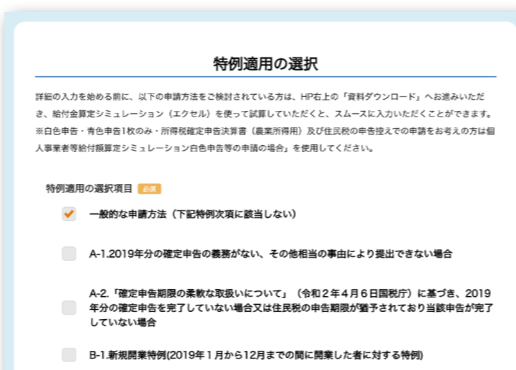 特例適用の選択
詳細の入力を始める前に、以下の申請方法をご検討されている方は、HP右上の「資料ダウンロード」へお進みいただ
き、給付金算定シミュレーション（エクセル）を使って試算していただくと、スムースに入力いただくことができます。
※白色申告・青色申告1枚のみ・所得税確定申告決算書（農業所得用）及び住民税の申告控えでの申請をお考えの方は個
人事業者等給付額算定シミュレーション白色申告等の申請の場合」を使用してください。
特例適用の選択項目 必須
一般的な申請方法（下記特例次項に該当しない）
A-1.2019年分の確定申告の義務がない、その他相当の事由により提出できない場合
A-2.「確定申告期限の柔軟な取扱いについて」（令和２年４月６日国税庁）に基づき、2019
年分の確定申告を完了していない場合又は住民税の申告期限が猶予されており当該申告が完了
していない場合
B-1.新規開業特例(2019年１月から12月までの間に開業した者に対する特例)